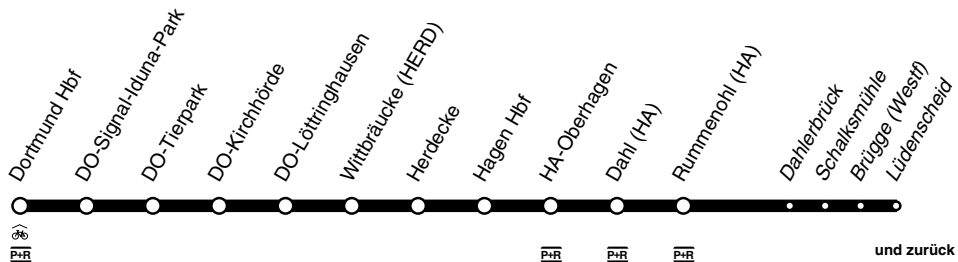 Dortmund Hbf
DO-Signal-Iduna-Park
DO-Tierpark
DO-Kirchhörde
DO-Löttringhausen
Wittbräucke (HERD)
Herdecke
Hagen Hbf
HA-Oberhagen
Dahl (HA)
Rummenohl (HA)
Dahlerbrück
Schalksmühle
Brügge (Westf)
Lüdenscheid
P+R P+R P+R P+R
und zurück